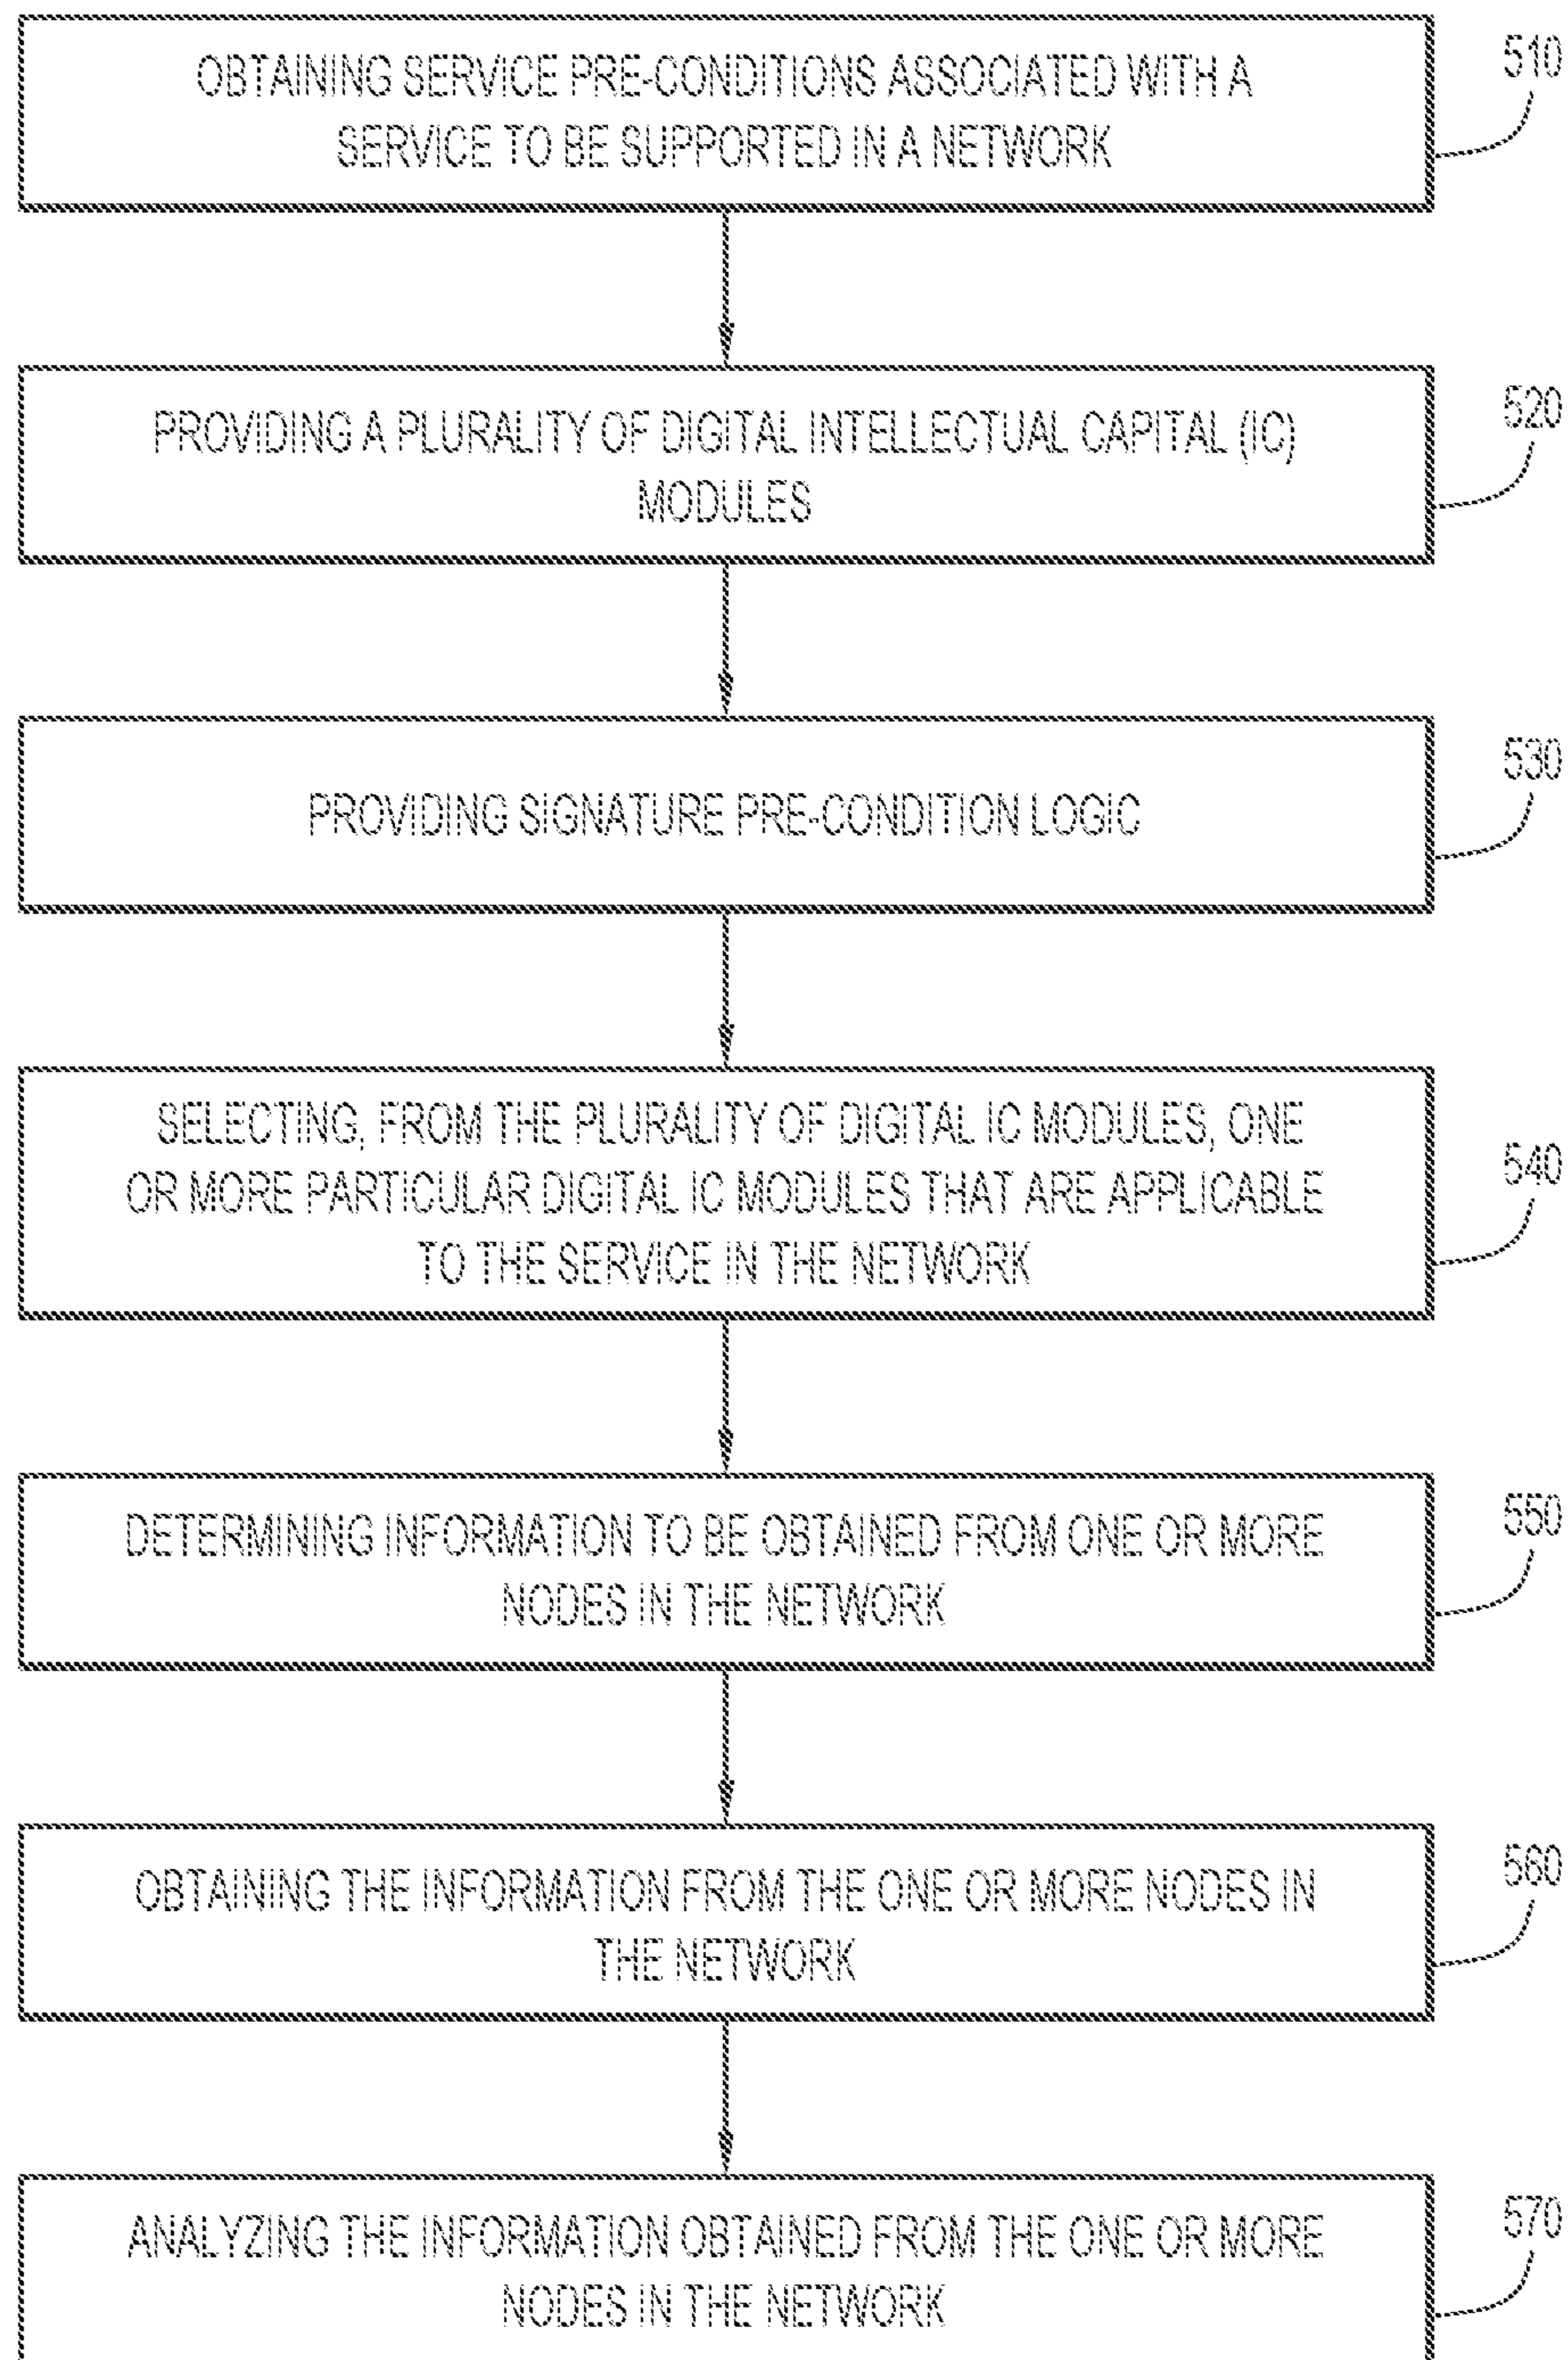 OBTAINING SERVICE PRE-CONDITIONS ASSOCIATED WITH A
SERVICE TO BE SUPPORTED IN A NETWORK
510
PROVIDING A PLURALITY OF DIGITAL INTELLECTUAL CAPITAL (IC)
MODULES
520
PROVIDING SIGNATURE PRE-CONDITION LOGIC
530
SELECTING, FROM THE PLURALITY OF DIGITAL IC MODULES, ONE
OR MORE PARTICULAR DIGITAL IC MODULES THAT ARE APPLICABLE
TO THE SERVICE IN THE NETWORK
540
DETERMINING INFORMATION TO BE OBTAINED FROM ONE OR MORE
NODES IN THE NETWORK
550
OBTAINING THE INFORMATION FROM THE ONE OR MORE NODES IN
THE NETWORK
560
ANALYZING THE INFORMATION OBTAINED FROM THE ONE OR MORE
NODES IN THE NETWORK
570